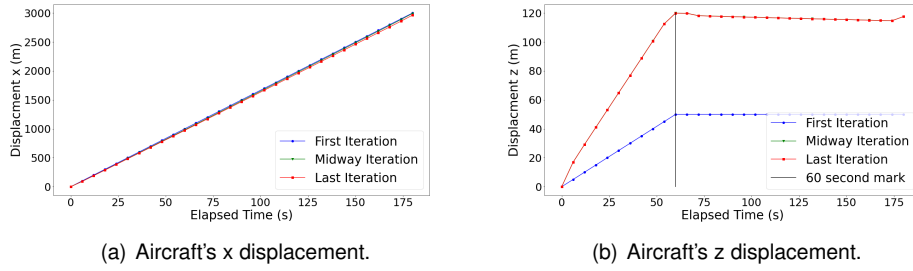 3000
2500
2000
1500
1000
500
0
Displacment x (m)
0 25 50 75 100 125 150 175
Elapsed Time (s)
First Iteration
Midway Iteration
Last Iteration
(a) Aircraft's x displacement.
120
100
80
60
40
20
0
Displacment z (m)
0 25 50 75 100 125 150 175
Elapsed Time (s)
First Iteration
Midway Iteration
Last Iteration
60 second mark
(b) Aircraft's z displacement.